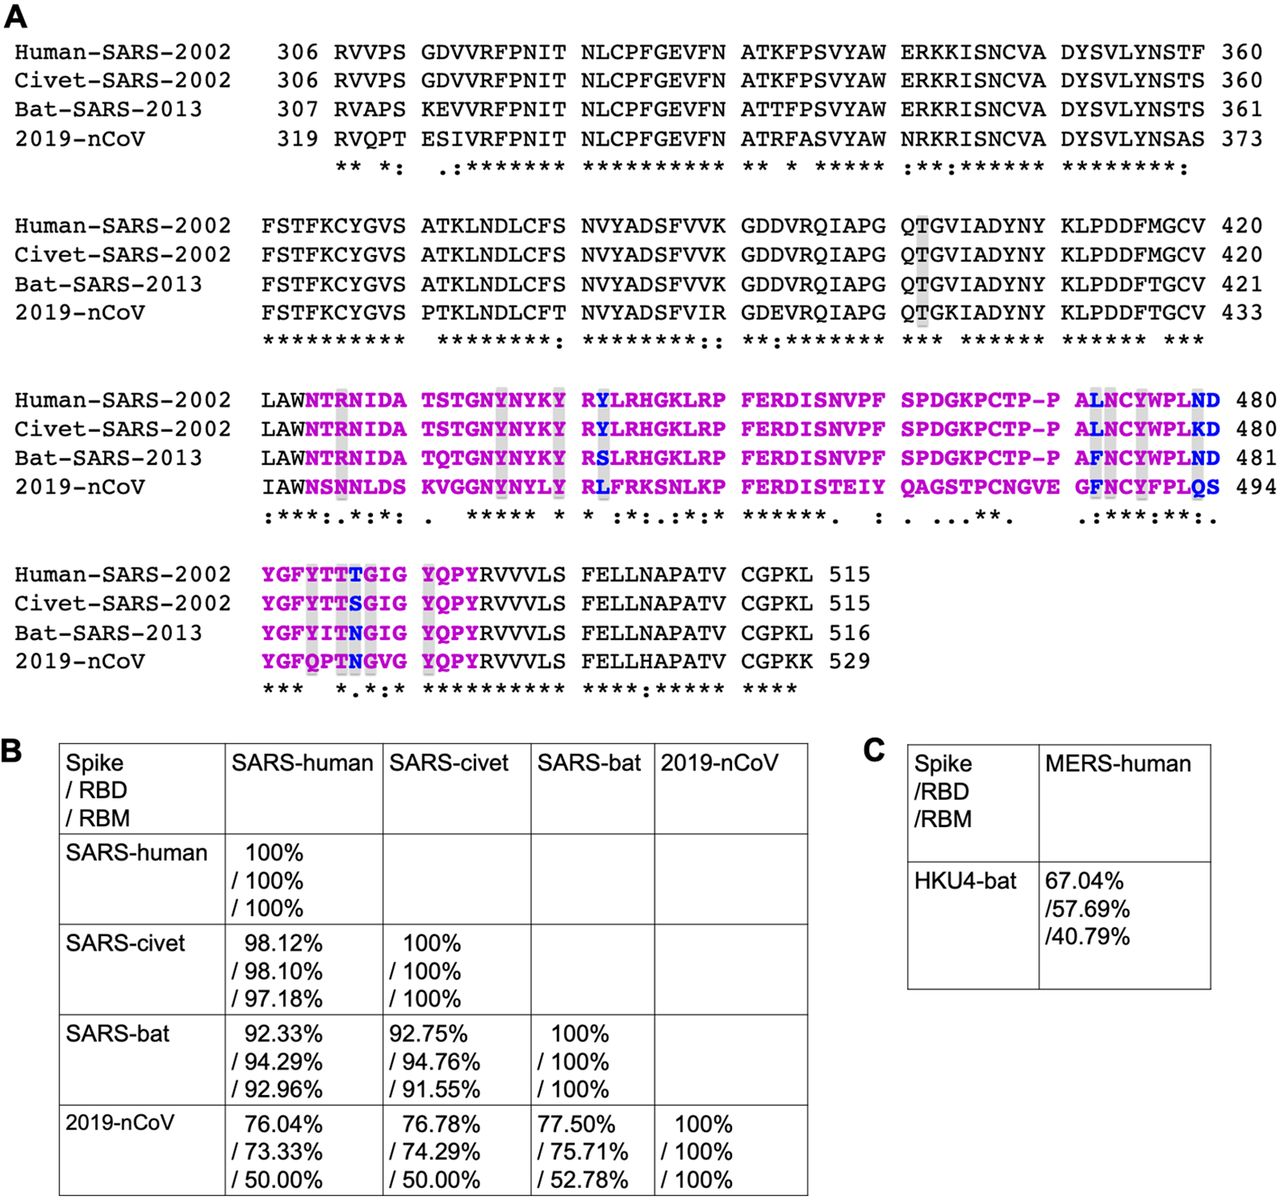 A
Human-SARS-2002 306 RVVPS GDVVRFPNIT NLCPFGEVFN ATKFPSVYAW ERKKISNCVA DYSVLYNSTF 360
Civet-SARS-2002 306 RVVPS GDVVRFPNIT NLCPFGEVFN ATKFPSVYAW ERKKISNCVA DYSVLYNSTS 360
Bat-SARS-2013 307 RVAPS KEVVRFPNIT NLCPFGEVFN ATTFPSVYAW ERKRISNCVA DYSVLYNSTS 361
2019-nCoV 319 RVQPT ESIVRFPNIT NLCPFGEVFN ATRFASVYAW NRKRISNCVA DYSVLYNSAS 373
** *: .:******* ********** ** * ***** :**:****** ********:
Human-SARS-2002 FSTFKCYGVS ATKLNDLCFS NVYADSFVVK GDDVRQIAPG QTGVIADYNY KLPDDFMGCV 420
Civet-SARS-2002 FSTFKCYGVS ATKLNDLCFS NVYADSFVVK GDDVRQIAPG QTGVIADYNY KLPDDFMGCV 420
Bat-SARS-2013 FSTFKCYGVS ATKLNDLCFS NVYADSFVVK GDDVRQIAPG QTGVIADYNY KLPDDFTGCV 421
2019-nCoV FSTFKCYGVS PTKLNDLCFT NVYADSFVIR GDEVRQIAPG QTGKIADYNY KLPDDFTGCV 433
********** ********: ********:: **:******* *** ****** ****** ***
Human-SARS-2002 LAWNTRNIDA TSTGNYNYKY RYLRHGKLRP FERDISNVPF SPDGKPCTP-P ALNCYWPLND 480
Civet-SARS-2002 LAWNTRNIDA TSTGNYNYKY RYLRHGKLRP FERDISNVPF SPDGKPCTP-P ALNCYWPLKD 480
Bat-SARS-2013 LAWNTRNIDA TQTGNYNYKY RSLRHGKLRP FERDISNVPF SPDGKPCTP-P AFNCYWPLND 481
2019-nCoV IAWNSNNLDS KVGGNYNYLY RLFRKSNLKP FERDISTEIY QAGSTPCNGVE GFNCYFPLQS 494
:***:.*:*: . ***** * * :*:.:*:* ******. : . ...**. .:***:**:.
Human-SARS-2002 YGFYTTTGIG YQPYRVVVLS FELLNAPATV CGPKL 515
Civet-SARS-2002 YGFYTTSGIG YQPYRVVVLS FELLNAPATV CGPKL 515
Bat-SARS-2013 YGFYITNGIG YQPYRVVVLS FELLNAPATV CGPKL 516
2019-nCoV YGFQPTNGVG YQPYRVVVLS FELLHAPATV CGPKK 529
*** *.*:* ********** ****:***** ****
B
Spike SARS-human SARS-civet SARS-bat 2019-nCoV
/ RBD
/ RBM
SARS-human 100%
/ 100%
/ 100%
SARS-civet 98.12% 100%
/ 98.10% / 100%
/ 97.18% / 100%
SARS-bat 92.33% 92.75% 100%
/ 94.29% / 94.76% / 100%
/ 92.96% / 91.55% / 100%
2019-nCoV 76.04% 76.78% 77.50% 100%
/ 73.33% / 74.29% / 75.71% / 100%
/ 50.00% / 50.00% / 52.78% / 100%
C
Spike MERS-human
/RBD
/RBM
HKU4-bat 67.04%
/57.69%
/40.79%